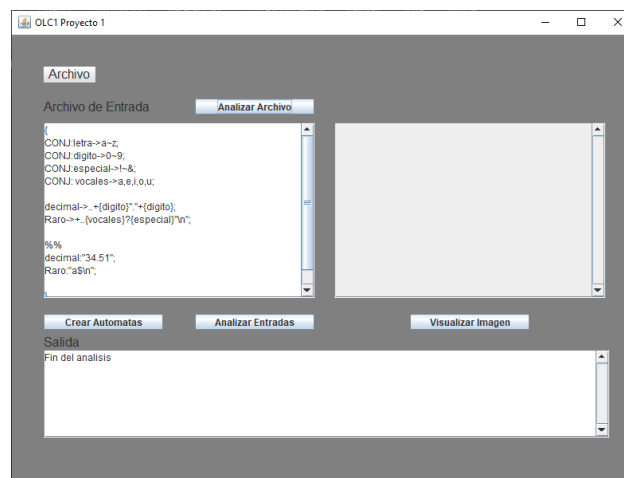 OLC1 Proyecto 1
Archivo
Archivo de Entrada
Analizar Archivo
{
CONJ:letra->a~z;
CONJ:digito->0~9;
CONJ:especial->!~&;
CONJ: vocales->a,e,i,o,u;
decimal->..+{digito}"."+{digito};
Raro->+..{vocales}?{especial}"\n";
%%
decimal:"34.51";
Raro:"a$\n";
Crear Automatas
Analizar Entradas
Visualizar Imagen
Salida
Fin del analisis